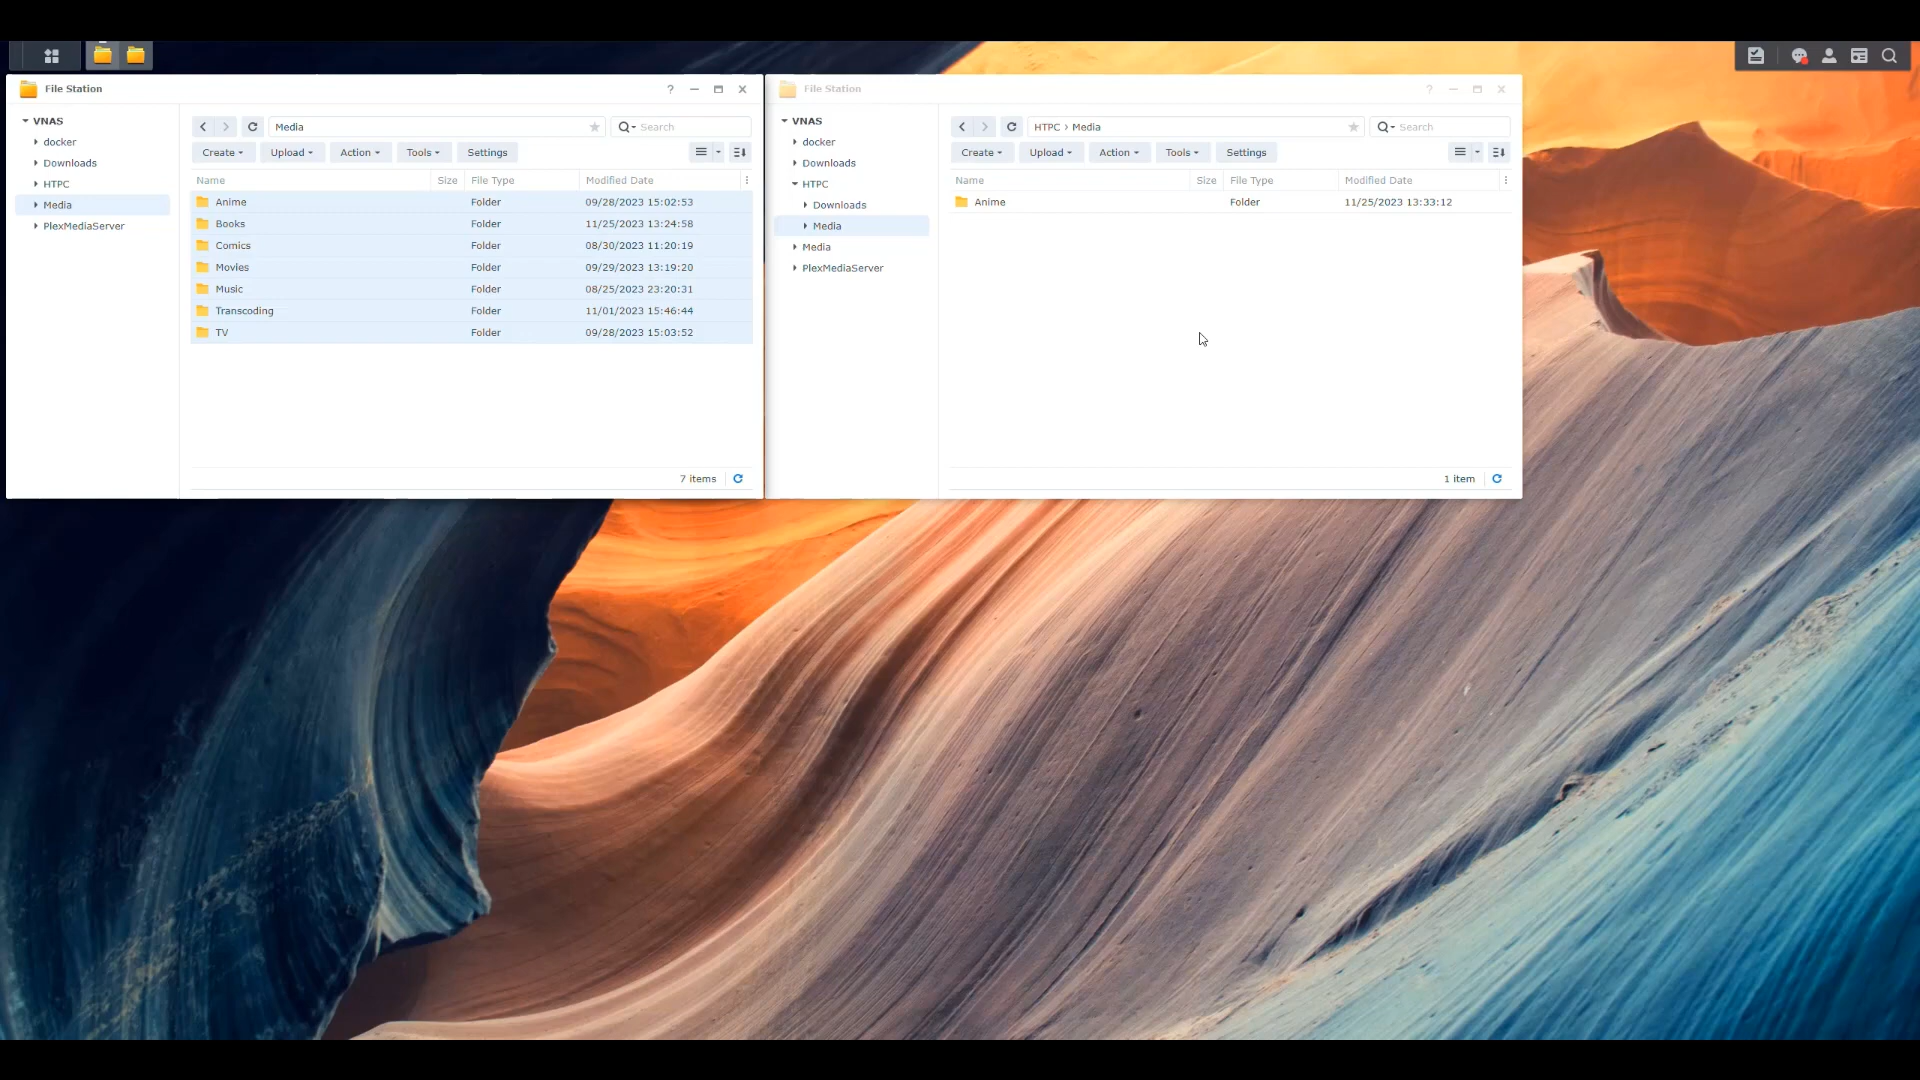 File Station
VNAS
docker
Downloads
HTPC
Media
PlexMediaServer
Media
Search
Create
Upload
Action
Tools
Settings
Name Size File Type Modified Date
Anime Folder 09/28/2023 15:02:53
Books Folder 11/25/2023 13:24:58
Comics Folder 08/30/2023 11:20:19
Movies Folder 09/29/2023 13:19:20
Music Folder 08/25/2023 23:20:31
Transcoding Folder 11/01/2023 15:46:44
TV Folder 09/28/2023 15:03:52
7 items
File Station
VNAS
docker
Downloads
HTPC
Downloads
Media
Media
PlexMediaServer
HTPC › Media
Search
Create
Upload
Action
Tools
Settings
Name Size File Type Modified Date
Anime Folder 11/25/2023 13:33:12
1 item